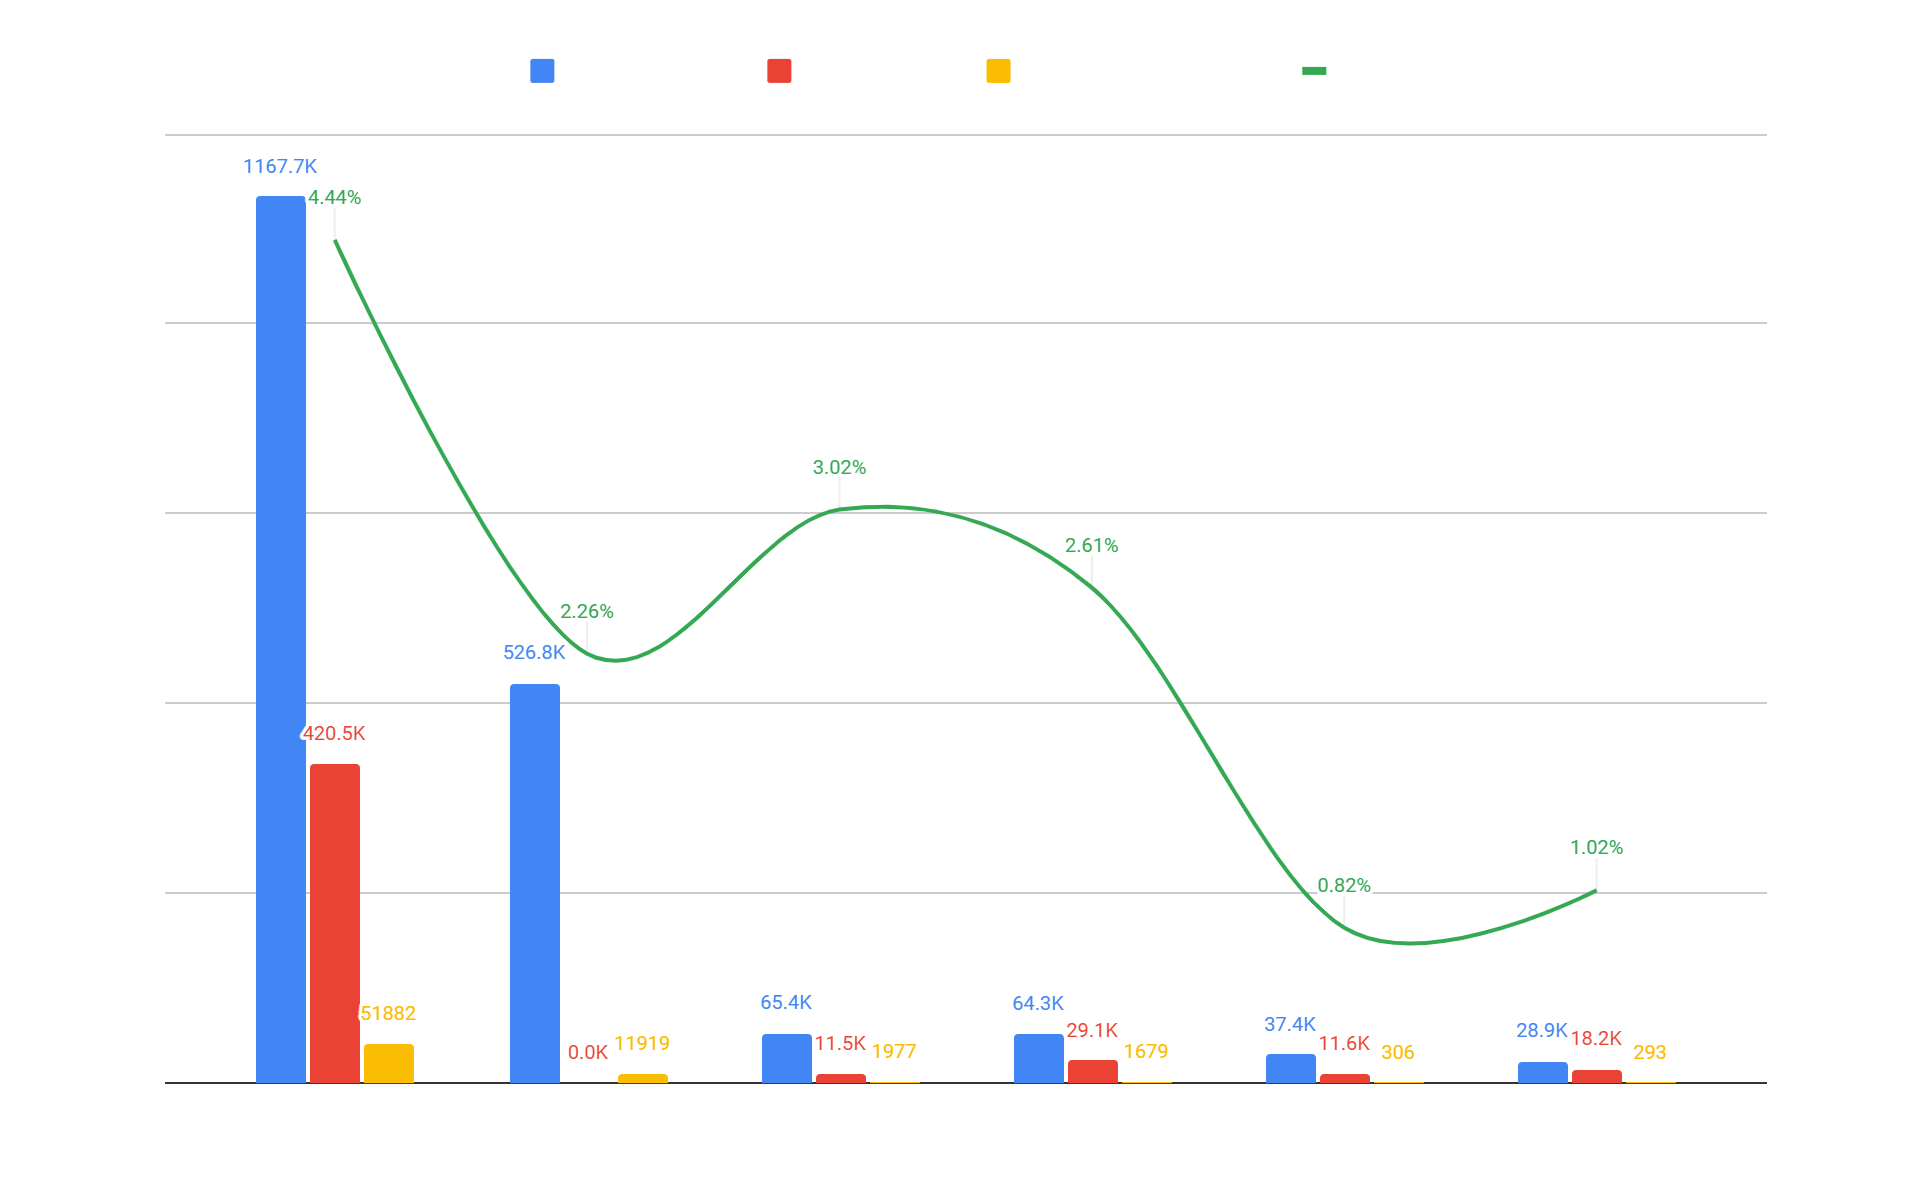 1167.7K
4.44%
420.5K
51882
2.26%
526.8K
0.0K
11919
3.02%
65.4K
11.5K
1977
2.61%
64.3K
29.1K
1679
0.82%
37.4K
11.6K
306
1.02%
28.9K
18.2K
293